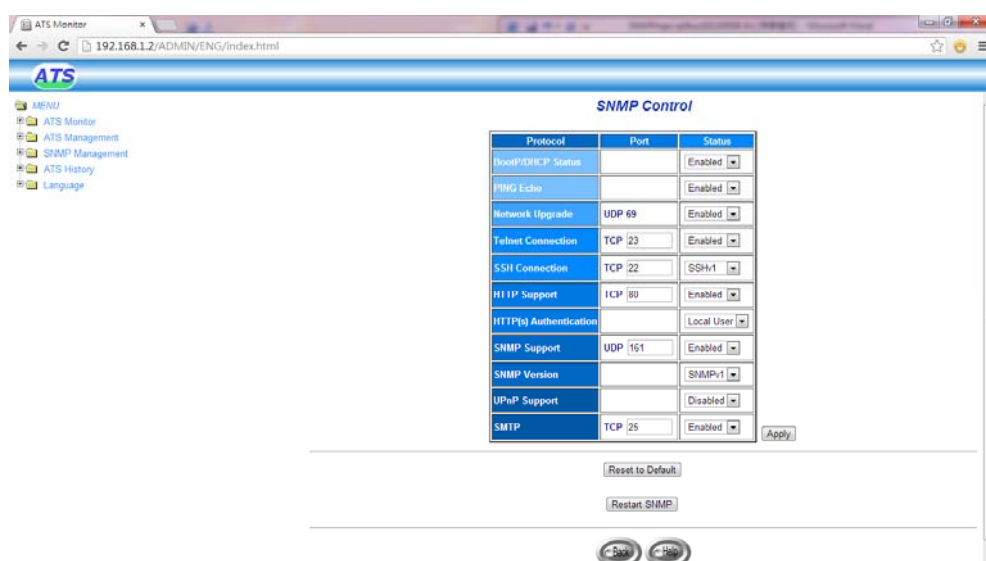 ATS Monitor
192.168.1.2/ADMIN/ENG/index.html
ATS
MENU
ATS Monitor
ATS Management
SNMP Management
ATS History
Language
SNMP Control
Protocol Port Status
BootP/DHCP Status Enabled
PING Echo Enabled
Network Upgrade UDP 69 Enabled
Telnet Connection TCP 23 Enabled
SSH Connection TCP 22 SSHv1
HTTP Support TCP 80 Enabled
HTTP(s) Authentication Local User
SNMP Support UDP 161 Enabled
SNMP Version SNMPv1
UPnP Support Disabled
SMTP TCP 25 Enabled
Apply
Reset to Default
Restart SNMP
Back Help